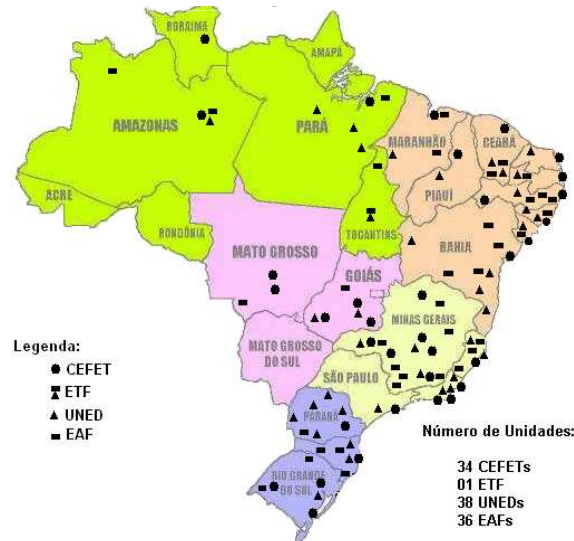 RORAIMA
AMAPÁ
AMAZONAS
PARÁ
MARANHÃO
CEARÁ
PIAUÍ
ACRE
RONDÔNIA
TOCANTINS
MATO GROSSO
BAHIA
GOIÁS
MINAS GERAIS
MATO GROSSO
DO SUL
SÃO PAULO
PARANÁ
RIO GRANDE
DO SUL
Legenda:
CEFET
ETF
UNED
EAF
Número de Unidades:
34 CEFETs
01 ETF
38 UNEDs
36 EAFs